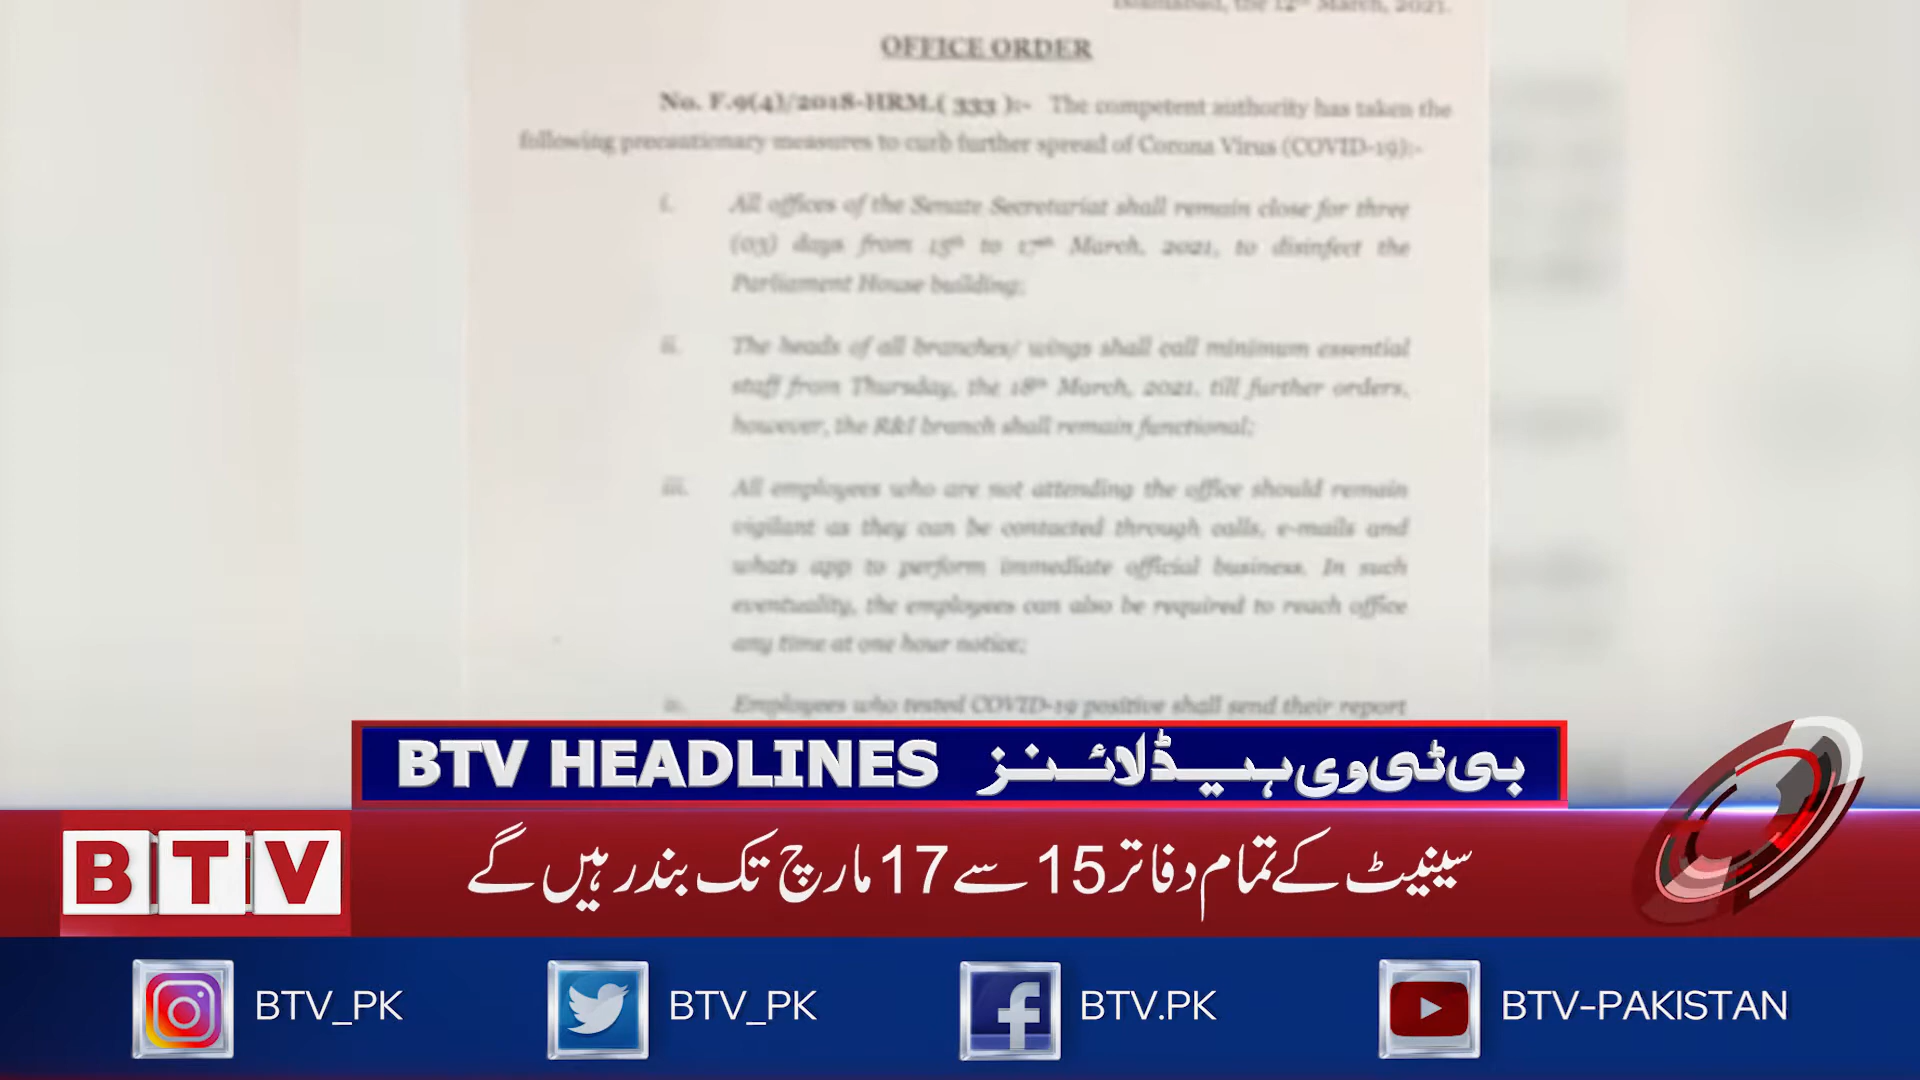 Islamabad, the 12th March, 2021.
OFFICE ORDER
No. F.9(4)/2018-HRM.( 333 ):- The competent authority has taken the
following precautionary measures to curb further spread of Corona Virus (COVID-19):-
i. All offices of the Senate Secretariat shall remain close for three
(03) days from 15th to 17th March, 2021, to disinfect the
Parliament House building;
ii. The heads of all branches/ wings shall call minimum essential
staff from Thursday, the 18th March, 2021, till further orders,
however, the R&I branch shall remain functional;
iii. All employees who are not attending the office should remain
vigilant as they can be contacted through calls, e-mails and
whats app to perform immediate official business. In such
eventuality, the employees can also be required to reach office
any time at one hour notice;
iv. Employees who tested COVID-19 positive shall send their report
BTV HEADLINES بی ٹی وی ہیڈ لائنز
BTV
سینیٹ کے تمام دفاتر 15 سے 17 مارچ تک بند رہیں گے
BTV_PK BTV_PK BTV.PK BTV-PAKISTAN